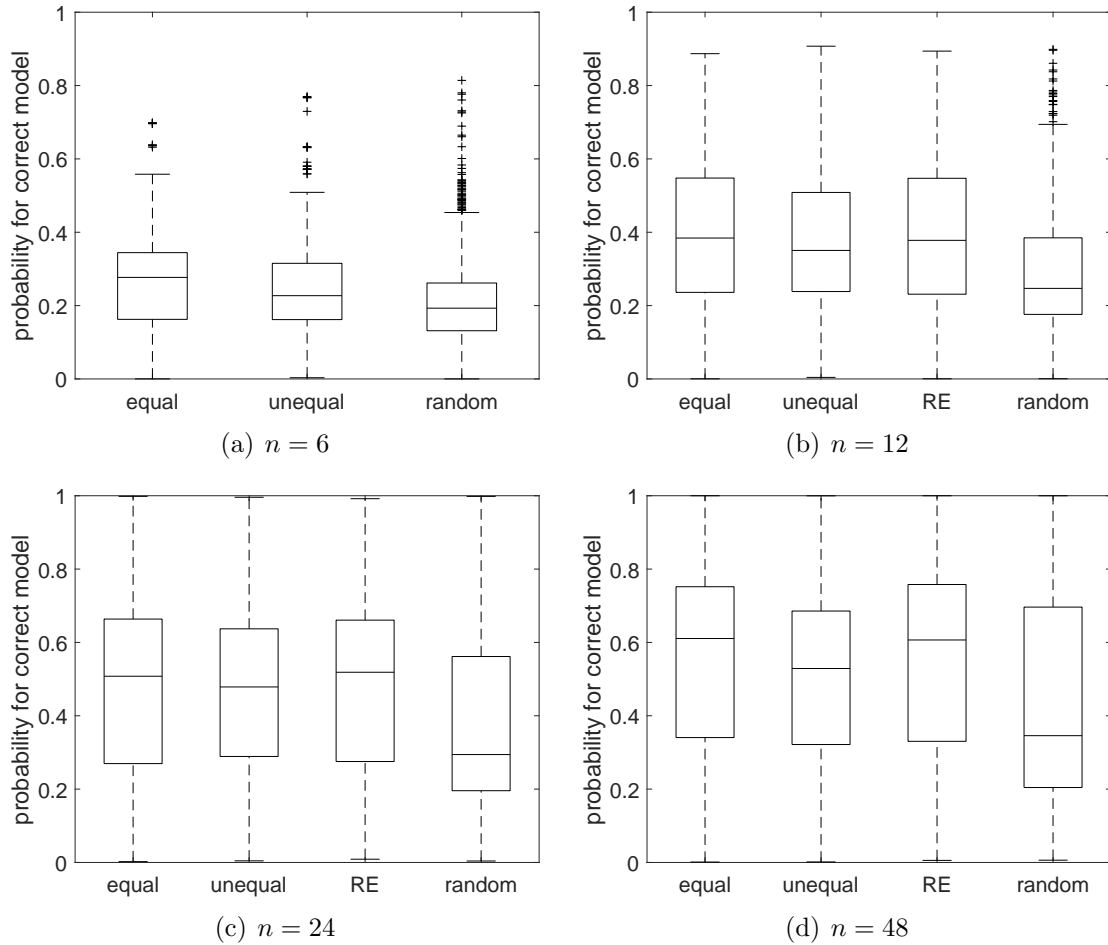 1
0.8
0.6
0.4
0.2
0
probability for correct model
equal unequal random
(a) n = 6
1
0.8
0.6
0.4
0.2
0
probability for correct model
equal unequal RE random
(b) n = 12
1
0.8
0.6
0.4
0.2
0
probability for correct model
equal unequal RE random
(c) n = 24
1
0.8
0.6
0.4
0.2
0
probability for correct model
equal unequal RE random
(d) n = 48